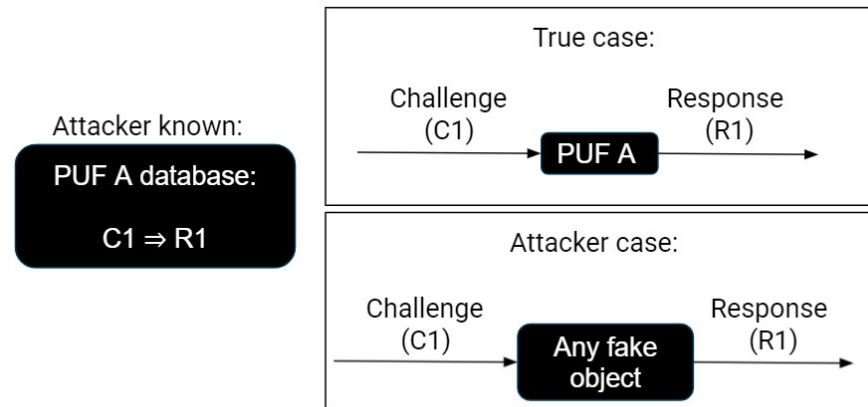 Attacker known:
PUF A database:
C1 ⇒ R1
True case:
Challenge
(C1)
PUF A
Response
(R1)
Attacker case:
Challenge
(C1)
Any fake
object
Response
(R1)